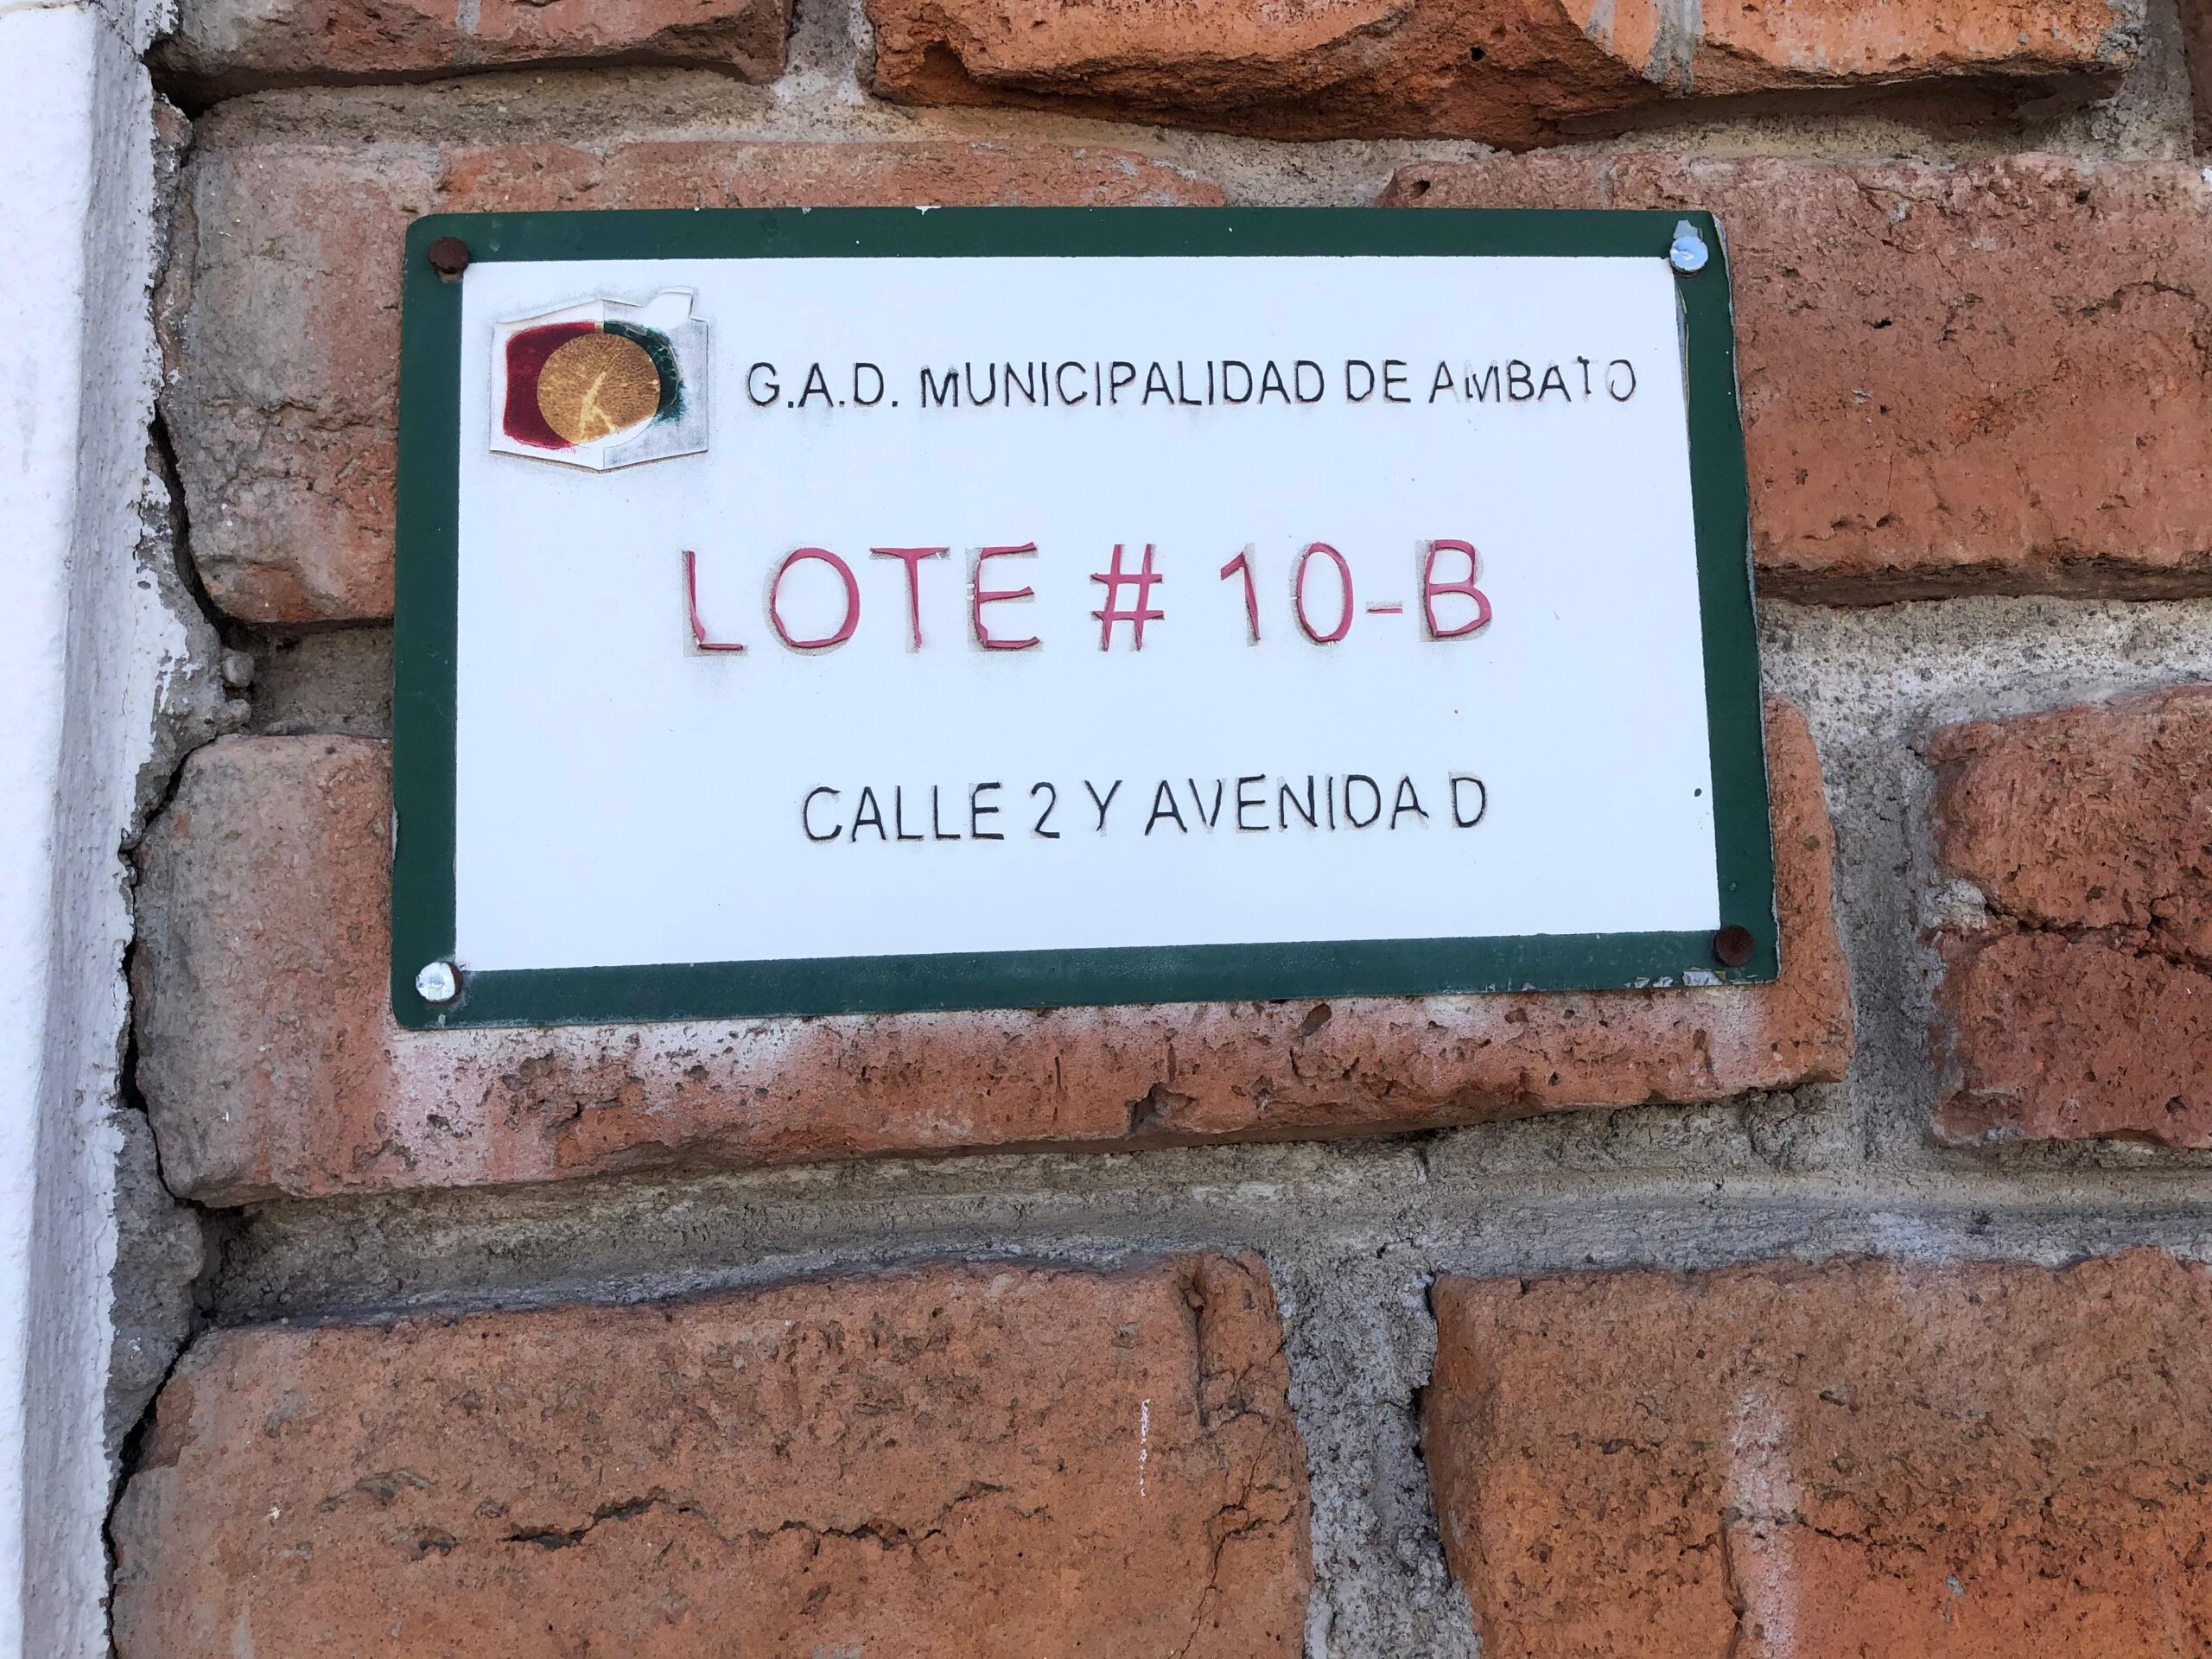 G.A.D. MUNICIPALIDAD DE AMBATO
LOTE # 10-B
CALLE 2 Y AVENIDA D